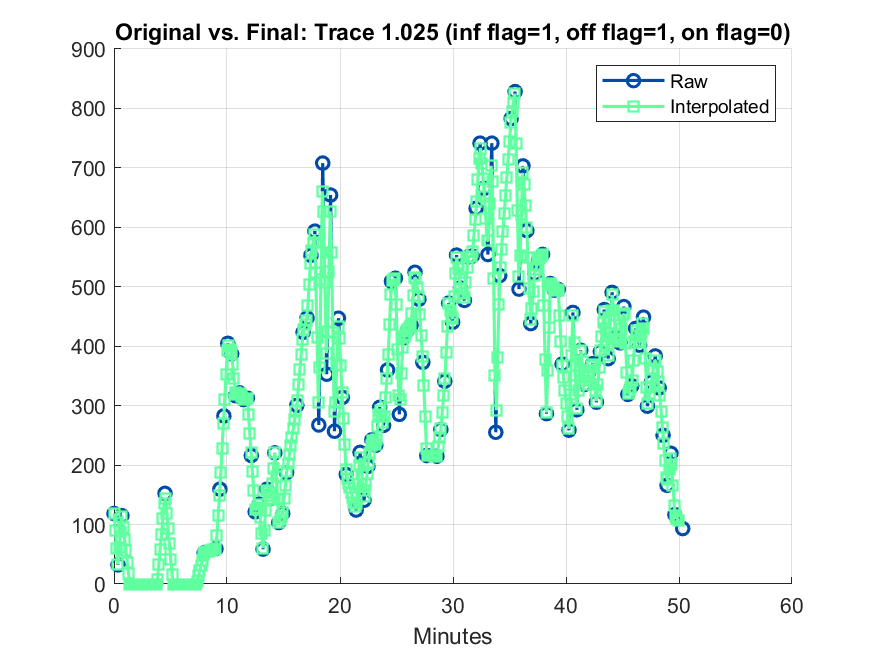 Original vs. Final: Trace 1.025 (inf flag=1, off flag=1, on flag=0)
900
800
700
600
500
400
300
200
100
0
Raw
Interpolated
0 10 20 30 40 50 60
Minutes